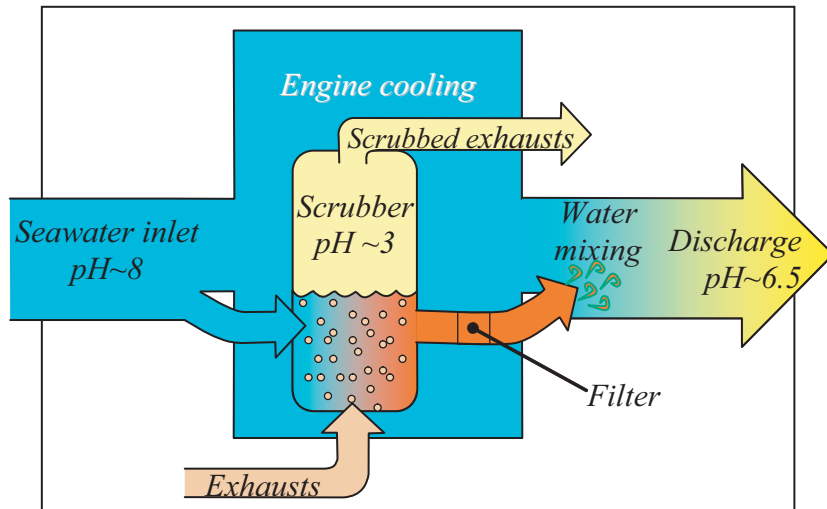 Engine cooling
Scrubbed exhausts
Scrubber
pH ~3
Seawater inlet
pH~8
Water
mixing
Discharge
pH~6.5
Filter
Exhausts